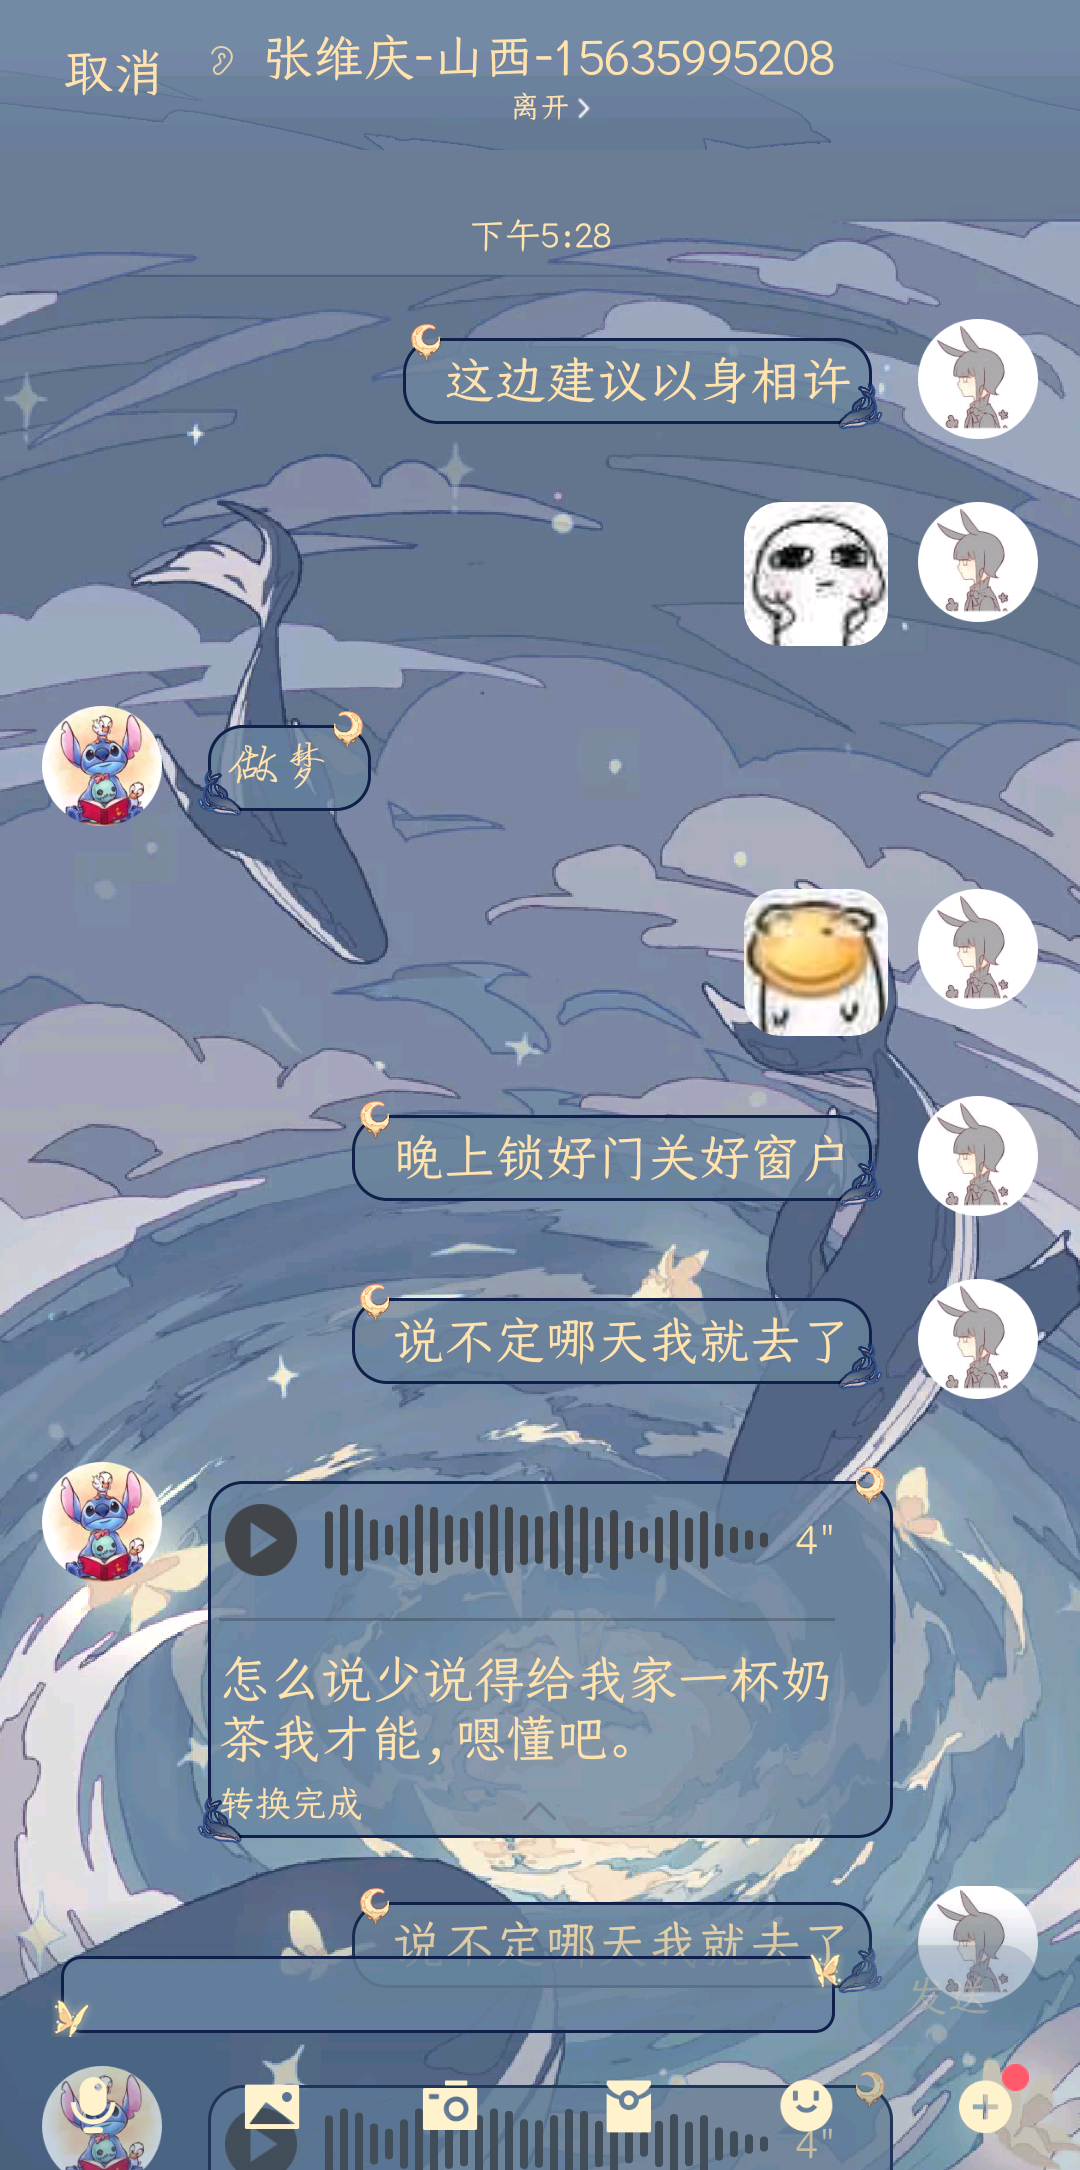 取消
张维庆-山西-15635995208
离开
下午5:28
这边建议以身相许
做梦
晚上锁好门关好窗户
说不定哪天我就去了
4"
怎么说少说得给我家一杯奶
茶我才能,嗯懂吧。
转换完成
说不定哪天我就去了
发送
4"